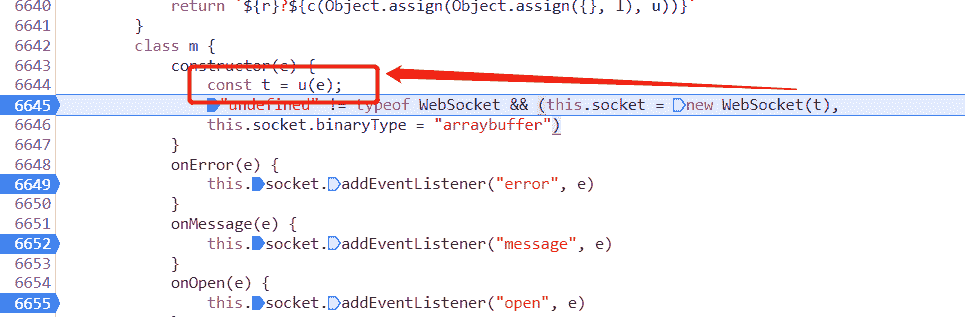 6640 return `${r}?${c(Object.assign(Object.assign({}, l), u))}`
6641 }
6642 class m {
6643 constructor(e) {
6644 const t = u(e);
6645 "undefined" != typeof WebSocket && (this.socket = new WebSocket(t),
6646 this.socket.binaryType = "arraybuffer")
6647 }
6648 onError(e) {
6649 this.socket.addEventListener("error", e)
6650 }
6651 onMessage(e) {
6652 this.socket.addEventListener("message", e)
6653 }
6654 onOpen(e) {
6655 this.socket.addEventListener("open", e)